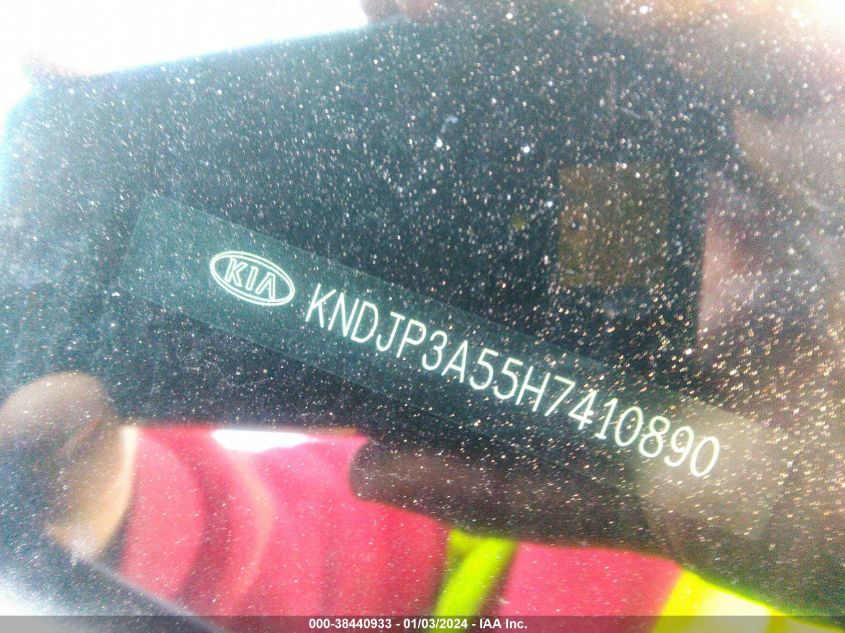 KIA KNDJP3A55H7410890
000-38440933 - 01/03/2024 - IAA Inc.